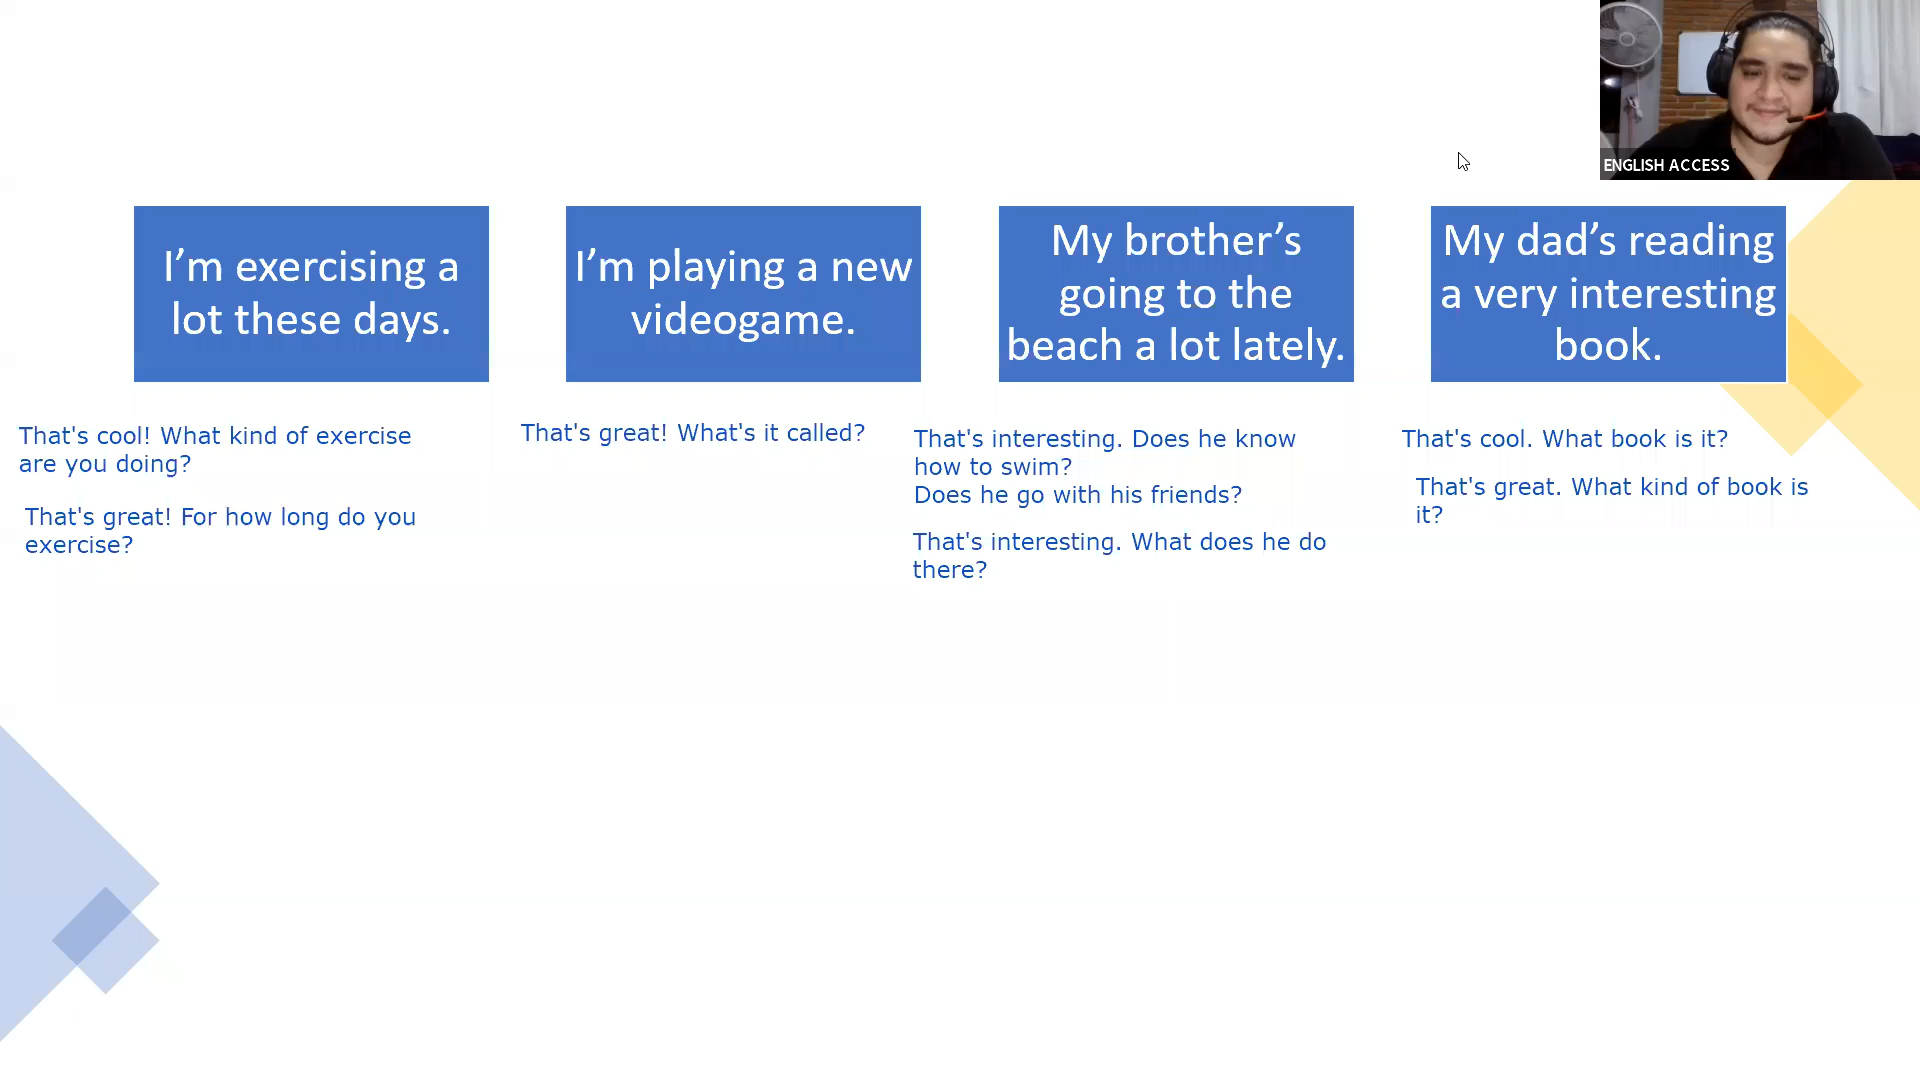 ENGLISH ACCESS
I’m exercising a
lot these days.
I’m playing a new
videogame.
My brother’s
going to the
beach a lot lately.
My dad’s reading
a very interesting
book.
That's cool! What kind of exercise
are you doing?
That's great! For how long do you
exercise?
That's great! What's it called?
That's interesting. Does he know
how to swim?
Does he go with his friends?
That's interesting. What does he do
there?
That's cool. What book is it?
That's great. What kind of book is
it?